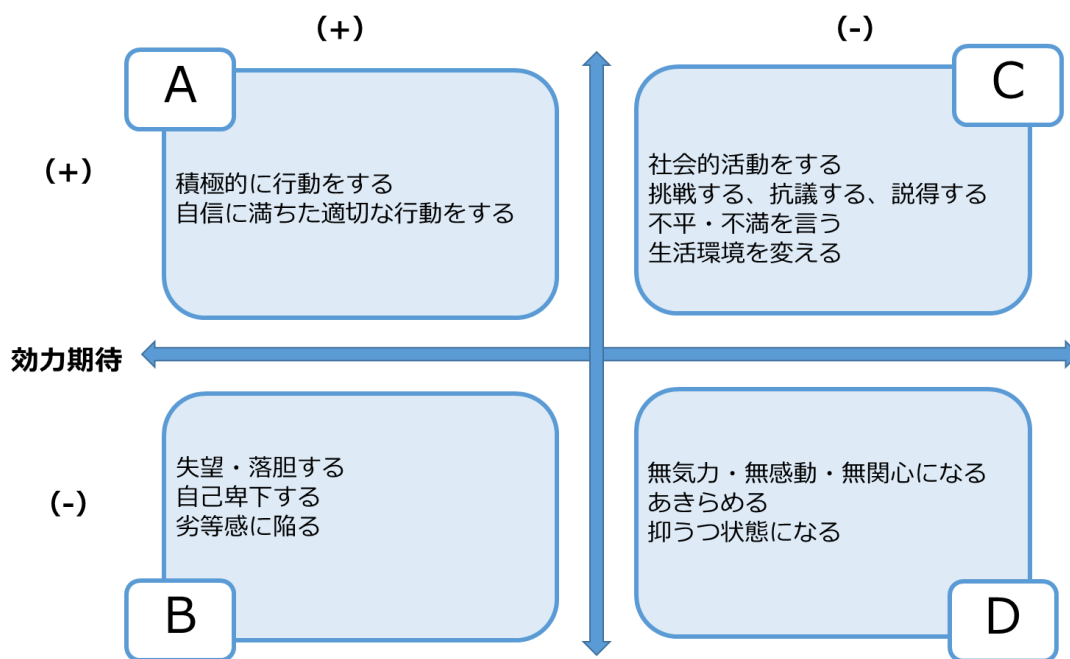 (+)
(-)
A
C
(+)
積極的に行動をする
自信に満ちた適切な行動をする
社会的活動をする
挑戦する、抗議する、説得する
不平・不満を言う
生活環境を変える
効力期待
(-)
失望・落胆する
自己卑下する
劣等感に陥る
無気力・無感動・無関心になる
あきらめる
抑うつ状態になる
B
D